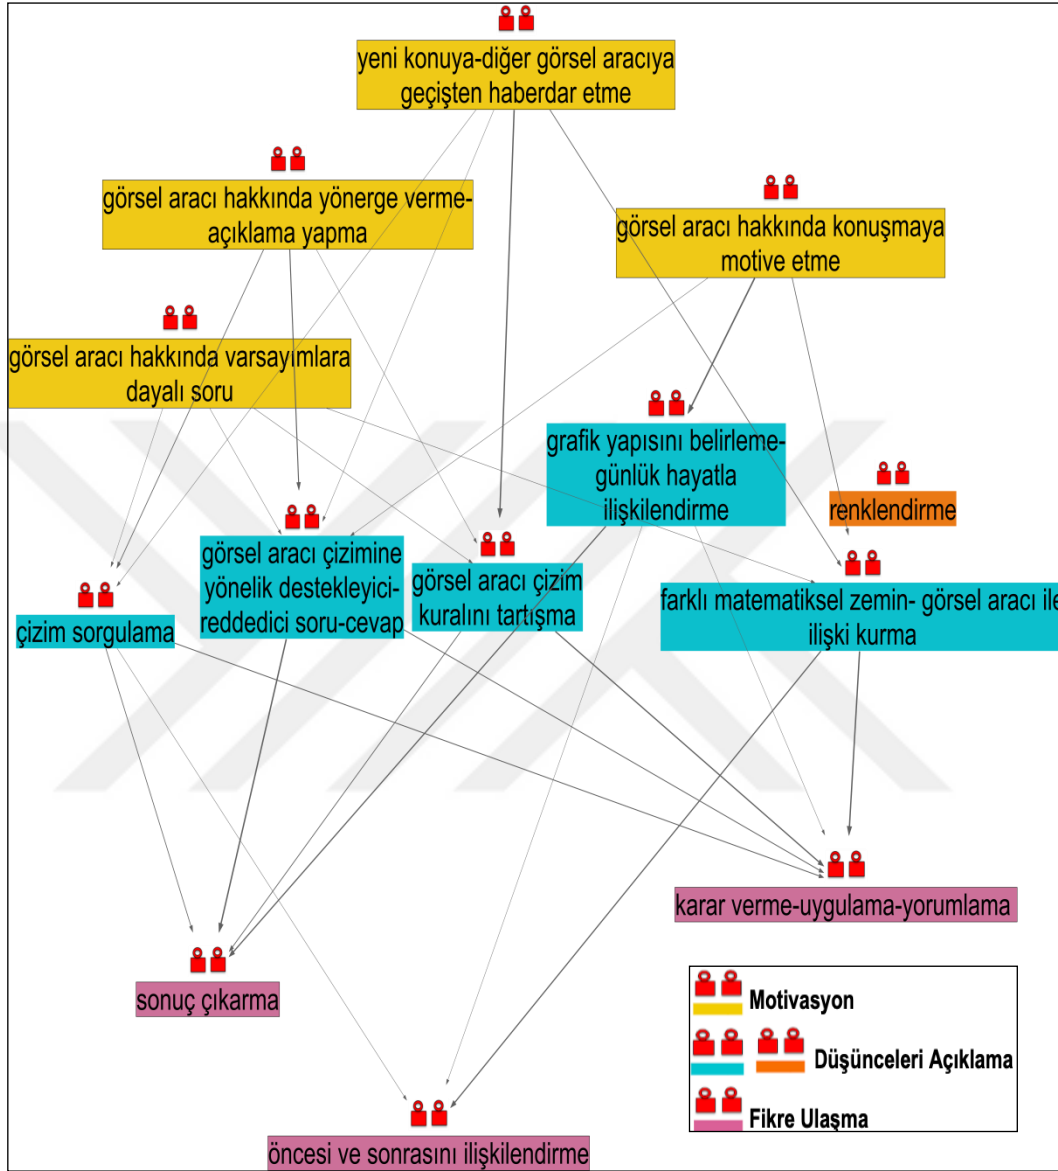 yeni konuya-diğer görsel aracıya
geçişten haberdar etme
görsel aracı hakkında yönerge verme-
açıklama yapma
görsel aracı hakkında konuşmaya
motive etme
görsel aracı hakkında varsayımlara
dayalı soru
grafik yapısını belirleme-
günlük hayatla
ilişkilendirme
renklendirme
görsel aracı çizimine
yönelik destekleyici-
reddedici soru-cevap
görsel aracı çizim
kuralını tartışma
çizim sorgulama
farklı matematiksel zemin- görsel aracı ile
ilişki kurma
karar verme-uygulama-yorumlama
sonuç çıkarma
öncesi ve sonrasını ilişkilendirme
Motivasyon
Düşünceleri Açıklama
Fikre Ulaşma